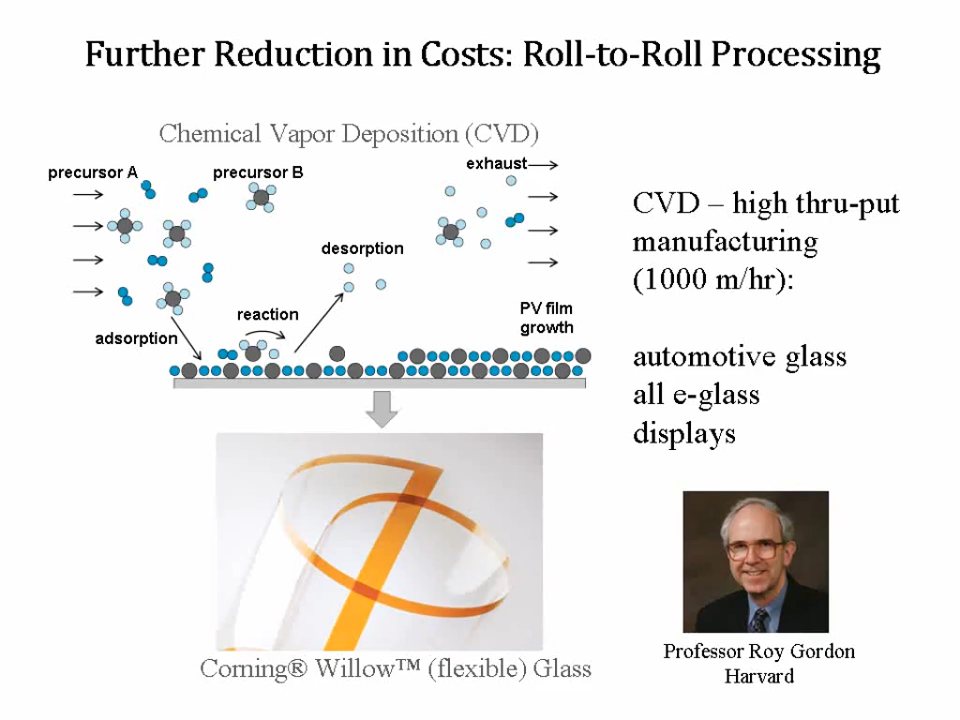 Further Reduction in Costs: Roll-to-Roll Processing
Chemical Vapor Deposition (CVD)
precursor A
precursor B
exhaust
desorption
reaction
adsorption
PV film
growth
CVD – high thru-put
manufacturing
(1000 m/hr):
automotive glass
all e-glass
displays
Corning® Willow™ (flexible) Glass
Professor Roy Gordon
Harvard